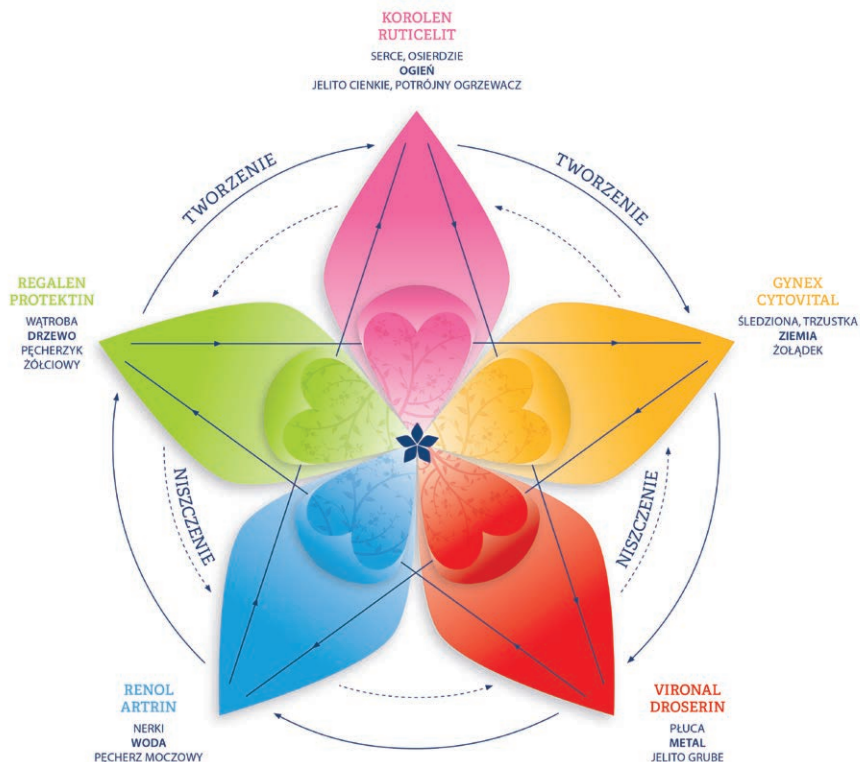 KOROLEN
RUTICELIT
SERCE, OSIERDZIE
OGIEŃ
JELITO CIENKIE, POTRÓJNY OGRZEWACZ
TWORZENIE
TWORZENIE
REGALEN
PROTEKTIN
WĄTROBA
DRZEWO
PĘCHERZYK
ŻÓŁCIOWY
GYNEX
CYTOVITAL
ŚLEDZIONA, TRZUSTKA
ZIEMIA
ŻOŁĄDEK
NISZCZENIE
NISZCZENIE
RENOL
ARTRIN
NERKI
WODA
PĘCHERZ MOCZOWY
VIRONAL
DROSERIN
PŁUCA
METAL
JELITO GRUBE